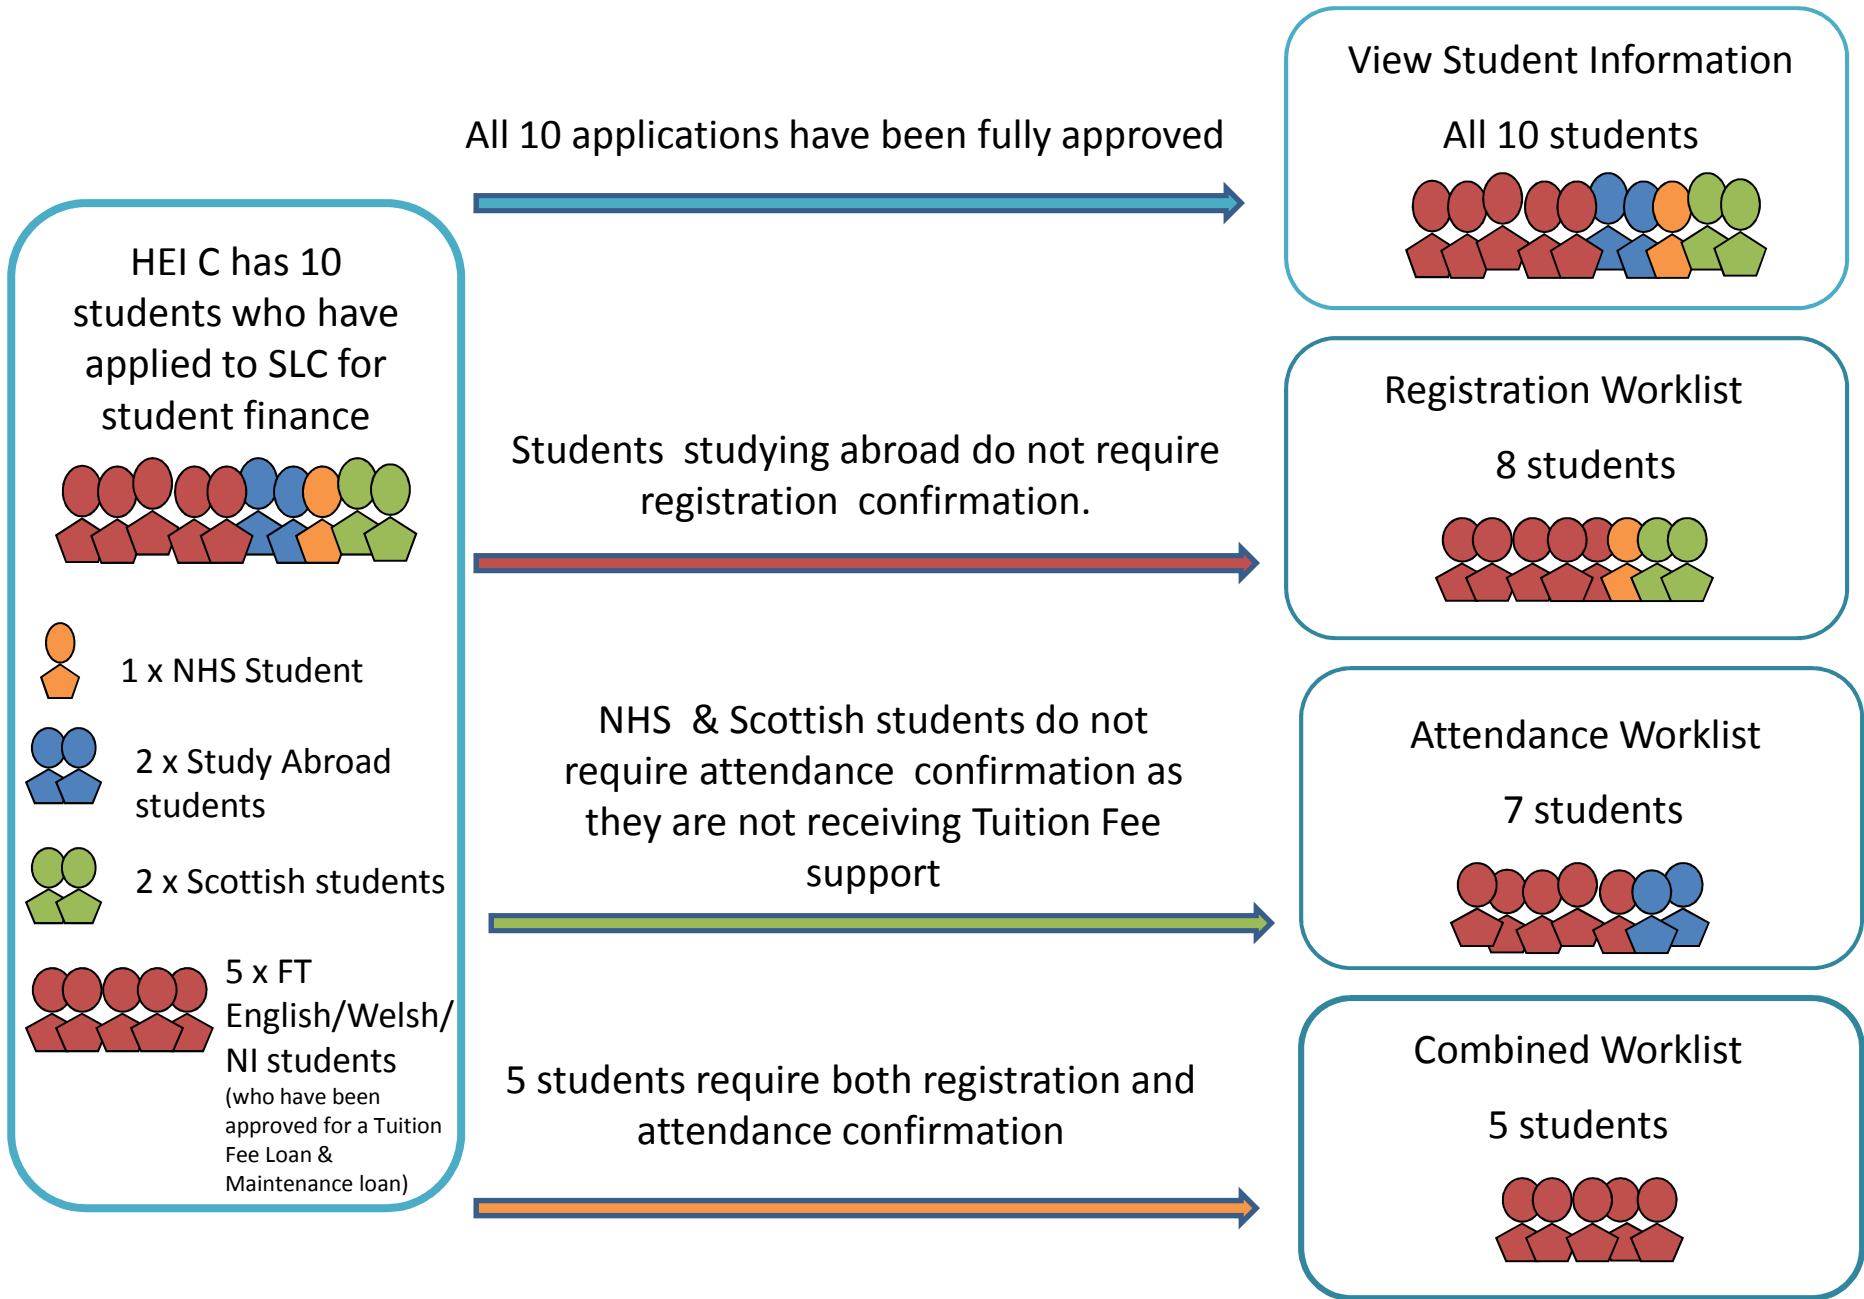 HEI C has 10
students who have
applied to SLC for
student finance
1 x NHS Student
2 x Study Abroad
students
2 x Scottish students
5 x FT
English/Welsh/
NI students
(who have been
approved for a Tuition
Fee Loan &
Maintenance loan)
All 10 applications have been fully approved
View Student Information
All 10 students
Students studying abroad do not require
registration confirmation.
Registration Worklist
8 students
NHS & Scottish students do not
require attendance confirmation as
they are not receiving Tuition Fee
support
Attendance Worklist
7 students
5 students require both registration and
attendance confirmation
Combined Worklist
5 students